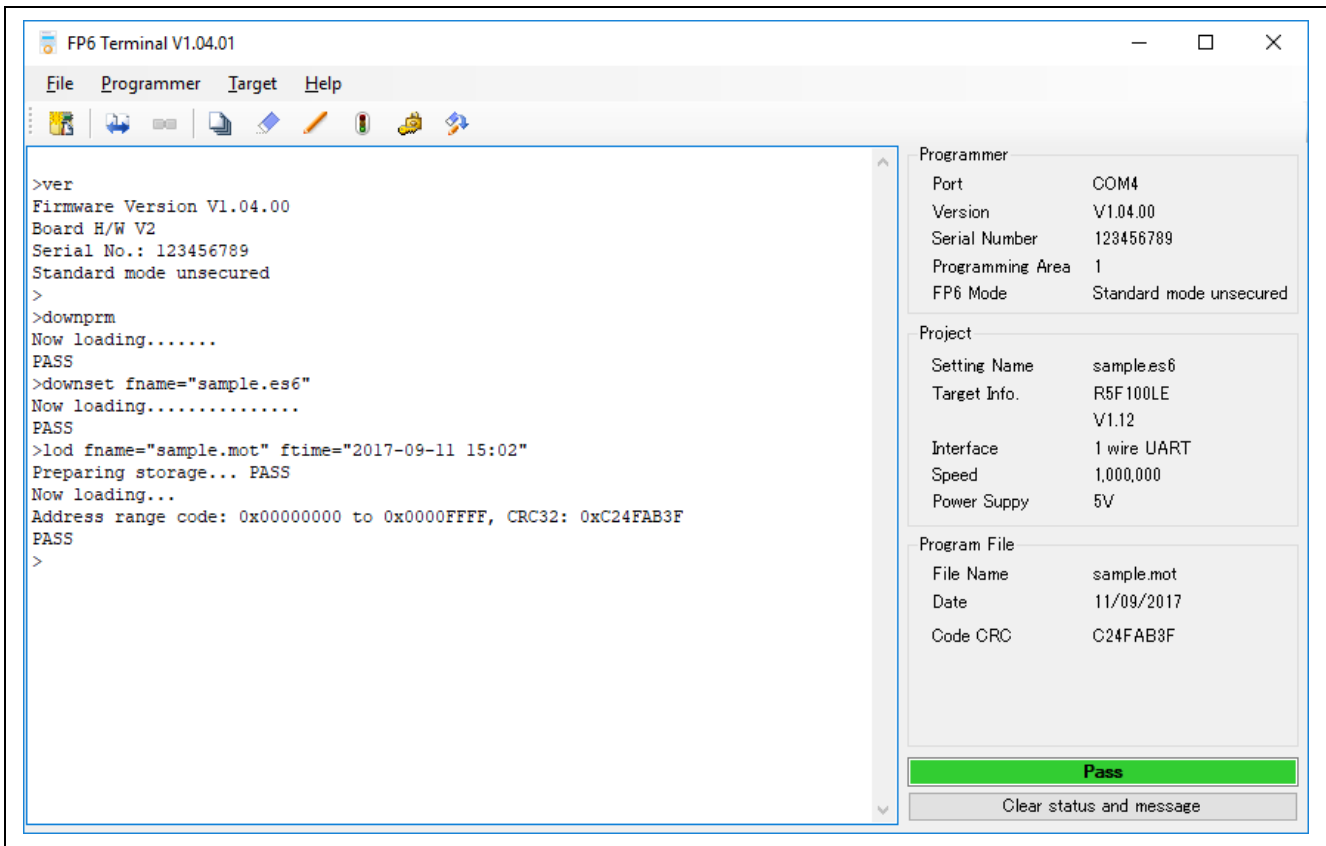 FP6 Terminal V1.04.01
File Programmer Target Help
>ver
Firmware Version V1.04.00
Board H/W V2
Serial No.: 123456789
Standard mode unsecured
>
>downprm
Now loading.......
PASS
>downset fname="sample.es6"
Now loading...............
PASS
>lod fname="sample.mot" ftime="2017-09-11 15:02"
Preparing storage... PASS
Now loading...
Address range code: 0x00000000 to 0x0000FFFF, CRC32: 0xC24FAB3F
PASS
>
Programmer
Port COM4
Version V1.04.00
Serial Number 123456789
Programming Area 1
FP6 Mode Standard mode unsecured
Project
Setting Name sample.es6
Target Info. R5F100LE
V1.12
Interface 1 wire UART
Speed 1,000,000
Power Suppy 5V
Program File
File Name sample.mot
Date 11/09/2017
Code CRC C24FAB3F
Pass
Clear status and message